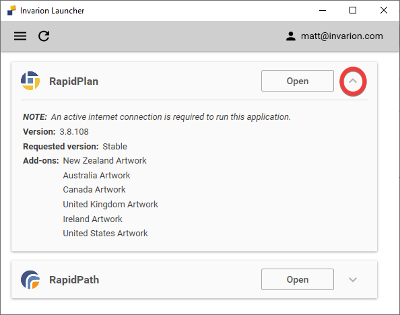 Invarion Launcher
matt@invarion.com
RapidPlan
Open
NOTE: An active internet connection is required to run this application.
Version: 3.8.108
Requested version: Stable
Add-ons: New Zealand Artwork
Australia Artwork
Canada Artwork
United Kingdom Artwork
Ireland Artwork
United States Artwork
RapidPath
Open